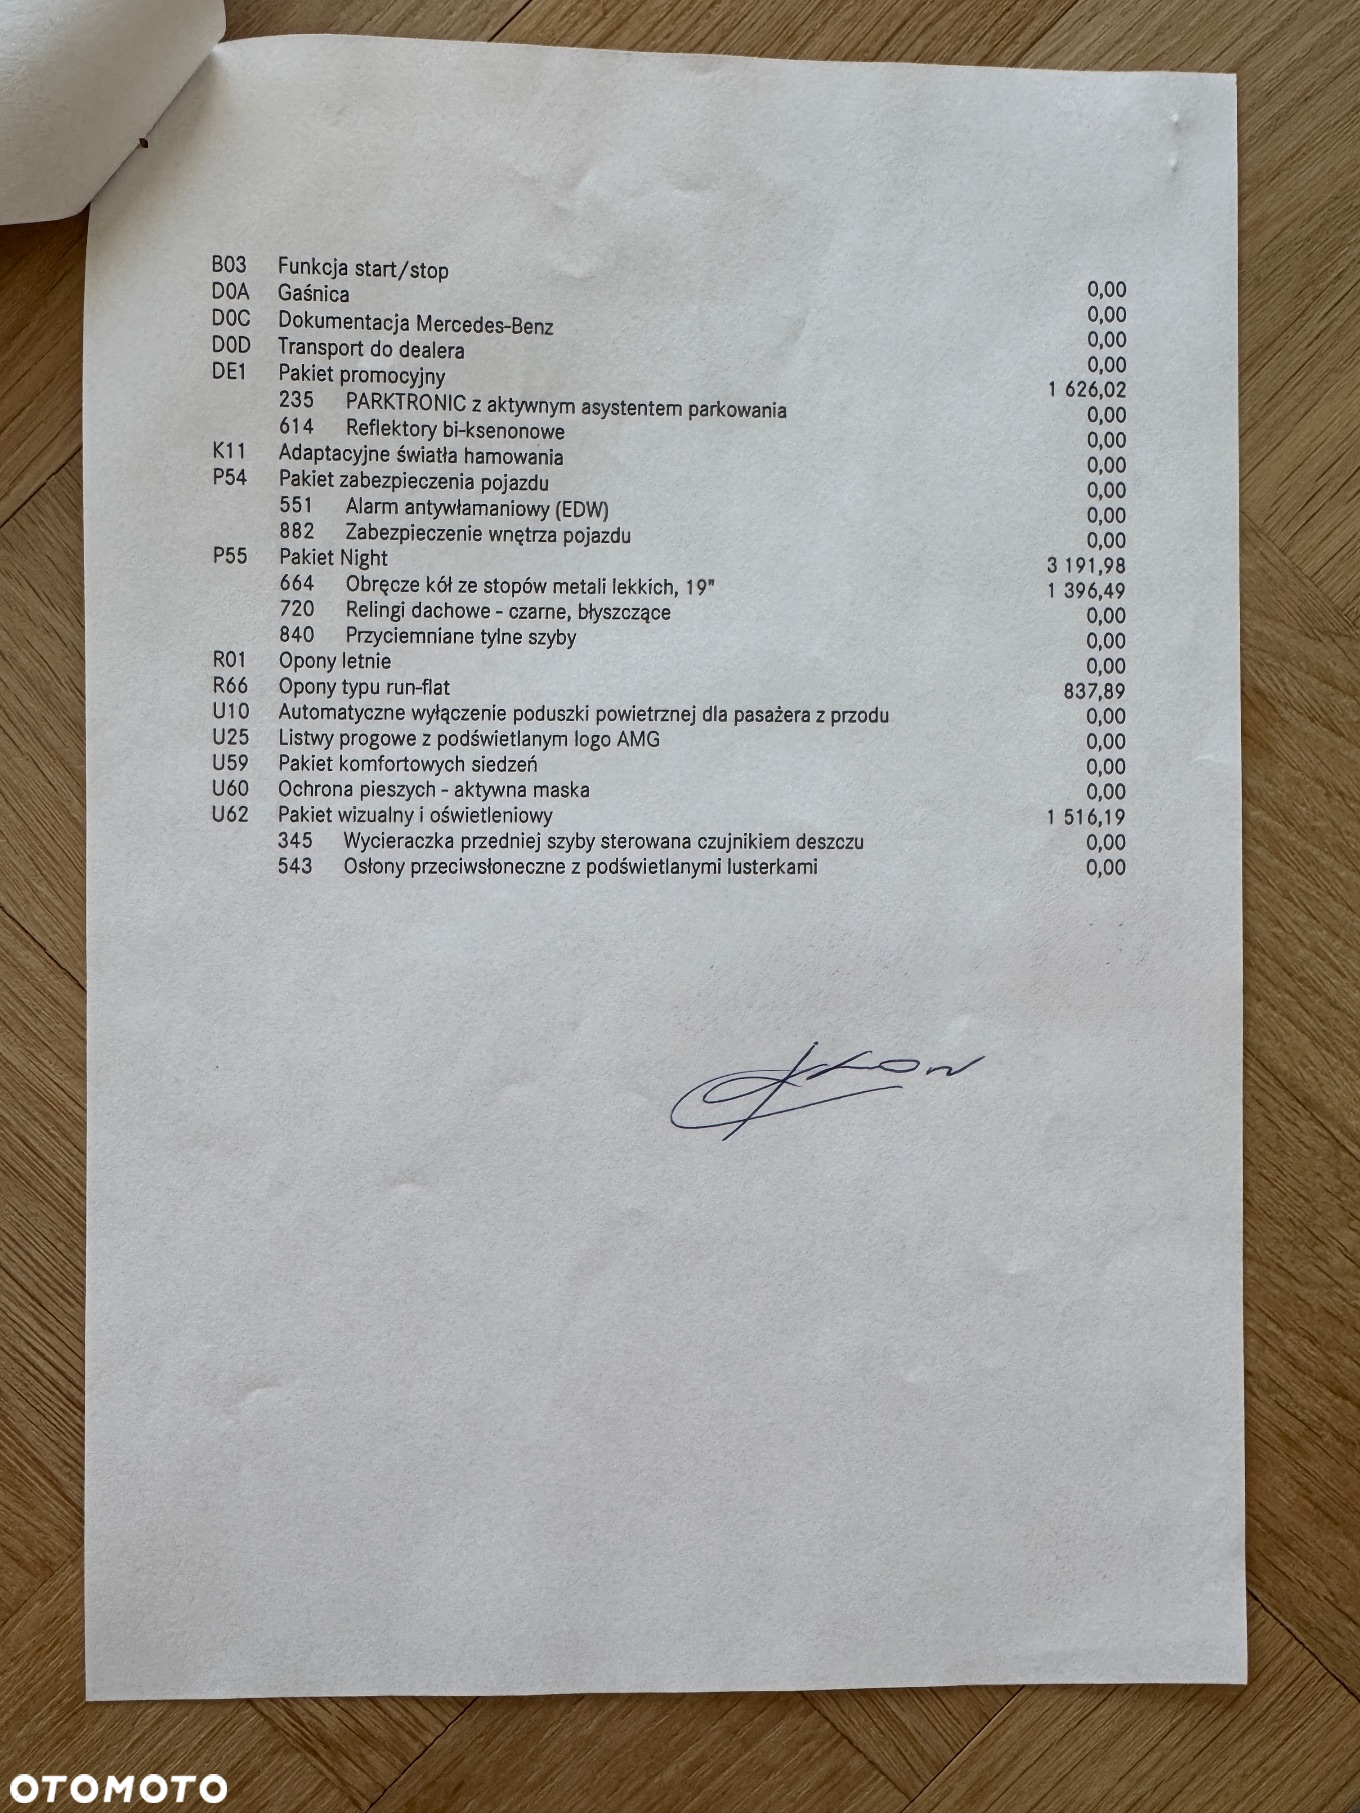 B03 Funkcja start/stop 0,00
D0A Gaśnica 0,00
D0C Dokumentacja Mercedes-Benz 0,00
D0D Transport do dealera 0,00
DE1 Pakiet promocyjny 1 626,02
235 PARKTRONIC z aktywnym asystentem parkowania 0,00
614 Reflektory bi-ksenonowe 0,00
K11 Adaptacyjne światła hamowania 0,00
P54 Pakiet zabezpieczenia pojazdu 0,00
551 Alarm antywłamaniowy (EDW) 0,00
882 Zabezpieczenie wnętrza pojazdu 0,00
P55 Pakiet Night 3 191,98
664 Obręcze kół ze stopów metali lekkich, 19" 1 396,49
720 Relingi dachowe - czarne, błyszczące 0,00
840 Przyciemniane tylne szyby 0,00
R01 Opony letnie 0,00
R66 Opony typu run-flat 837,89
U10 Automatyczne wyłączenie poduszki powietrznej dla pasażera z przodu 0,00
U25 Listwy progowe z podświetlanym logo AMG 0,00
U59 Pakiet komfortowych siedzeń 0,00
U60 Ochrona pieszych - aktywna maska 0,00
U62 Pakiet wizualny i oświetleniowy 1 516,19
345 Wycieraczka przedniej szyby sterowana czujnikiem deszczu 0,00
543 Osłony przeciwsłoneczne z podświetlanymi lusterkami 0,00
OTOMOTO